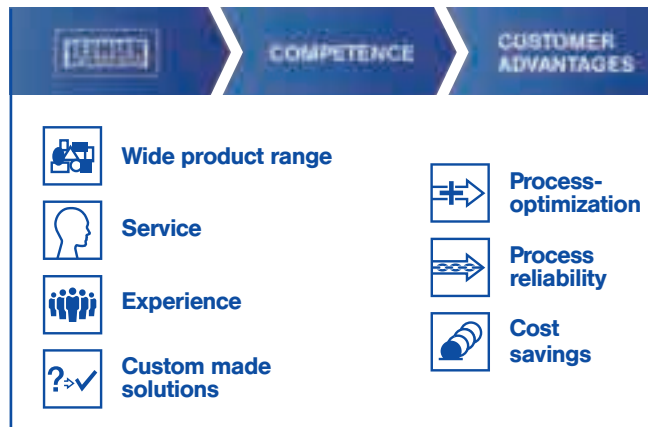 COMPETENCE
CUSTOMER
ADVANTAGES
Wide product range
Service
Experience
?
Custom made
solutions
Process-
optimization
Process
reliability
Cost
savings